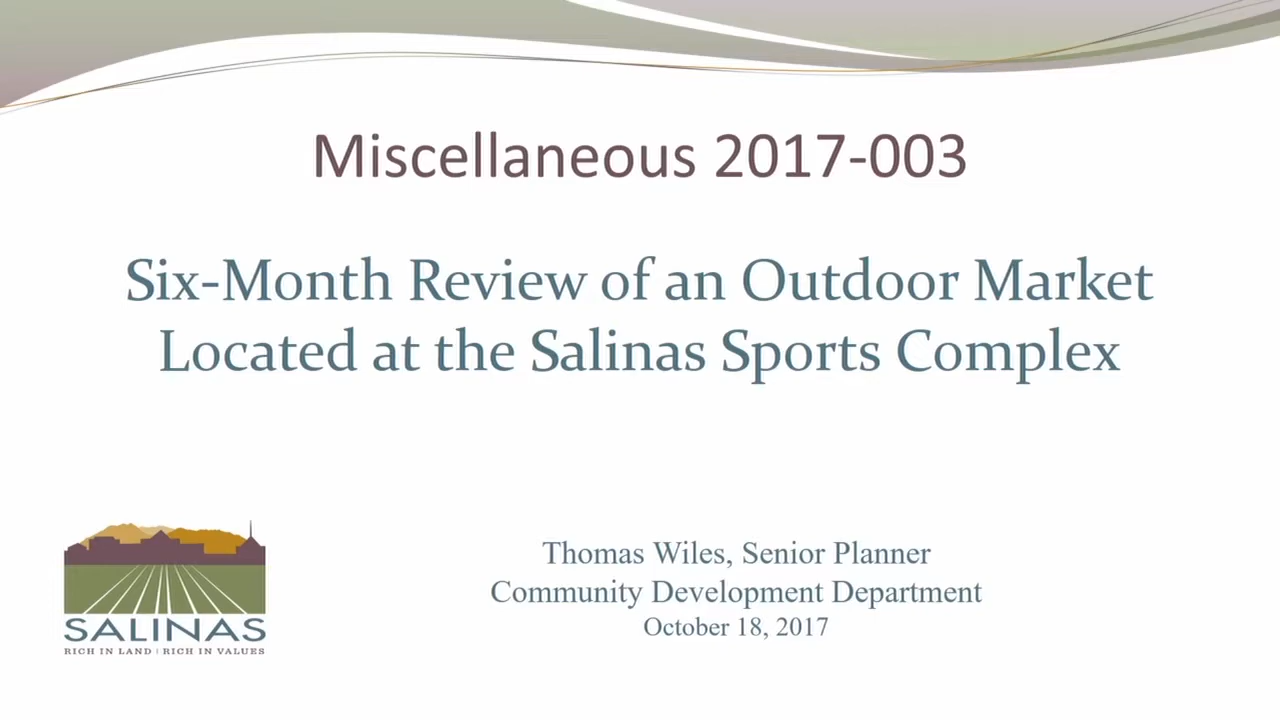 Miscellaneous 2017-003
Six-Month Review of an Outdoor Market
Located at the Salinas Sports Complex
Thomas Wiles, Senior Planner
Community Development Department
October 18, 2017
SALINAS
RICH IN LAND | RICH IN VALUES